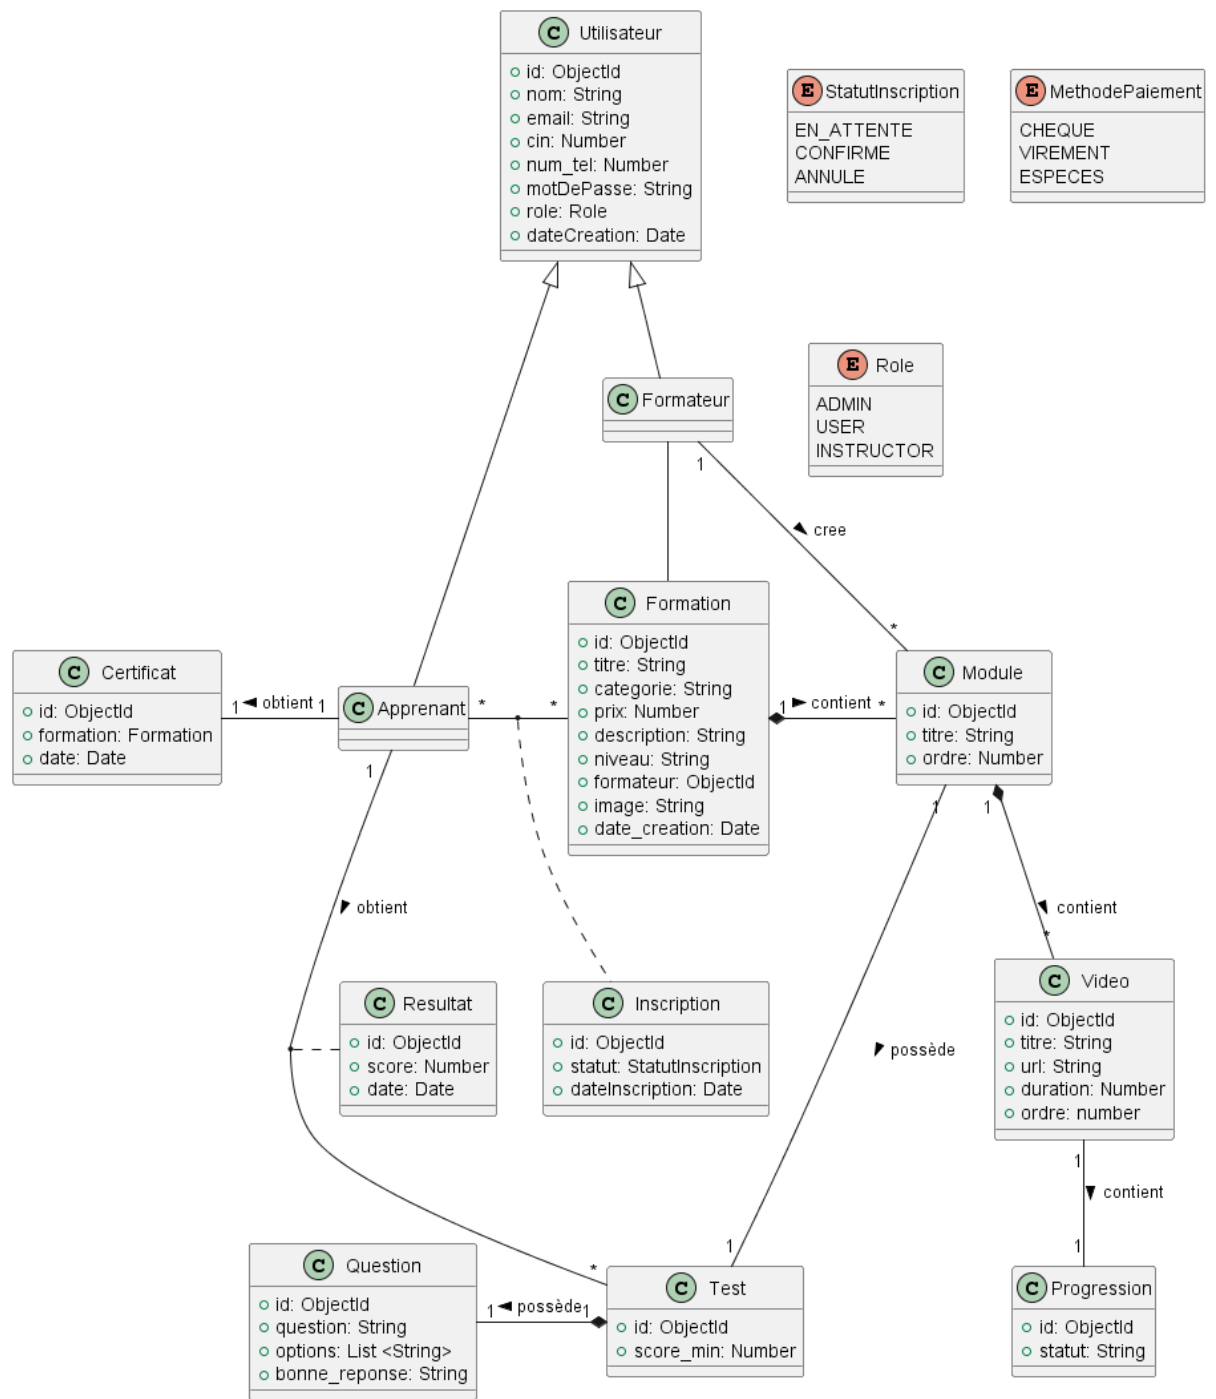 C Utilisateur
id: ObjectId
nom: String
email: String
cin: Number
num_tel: Number
motDePasse: String
role: Role
dateCreation: Date
E StatutInscription
EN_ATTENTE
CONFIRME
ANNULE
E MethodePaiement
CHEQUE
VIREMENT
ESPECES
C Formateur
E Role
ADMIN
USER
INSTRUCTOR
1
cree
*
C Formation
id: ObjectId
titre: String
categorie: String
prix: Number
description: String
niveau: String
formateur: ObjectId
image: String
date_creation: Date
C Certificat
id: ObjectId
formation: Formation
date: Date
1 obtient 1
C Apprenant
* *
1 contient *
C Module
id: ObjectId
titre: String
ordre: Number
1
obtient
1
1
contient
*
C Resultat
id: ObjectId
score: Number
date: Date
C Inscription
id: ObjectId
statut: StatutInscription
dateInscription: Date
possède
C Video
id: ObjectId
titre: String
url: String
duration: Number
ordre: number
1
contient
1
1
*
C Question
id: ObjectId
question: String
options: List <String>
bonne_reponse: String
1 possède 1
C Test
id: ObjectId
score_min: Number
C Progression
id: ObjectId
statut: String